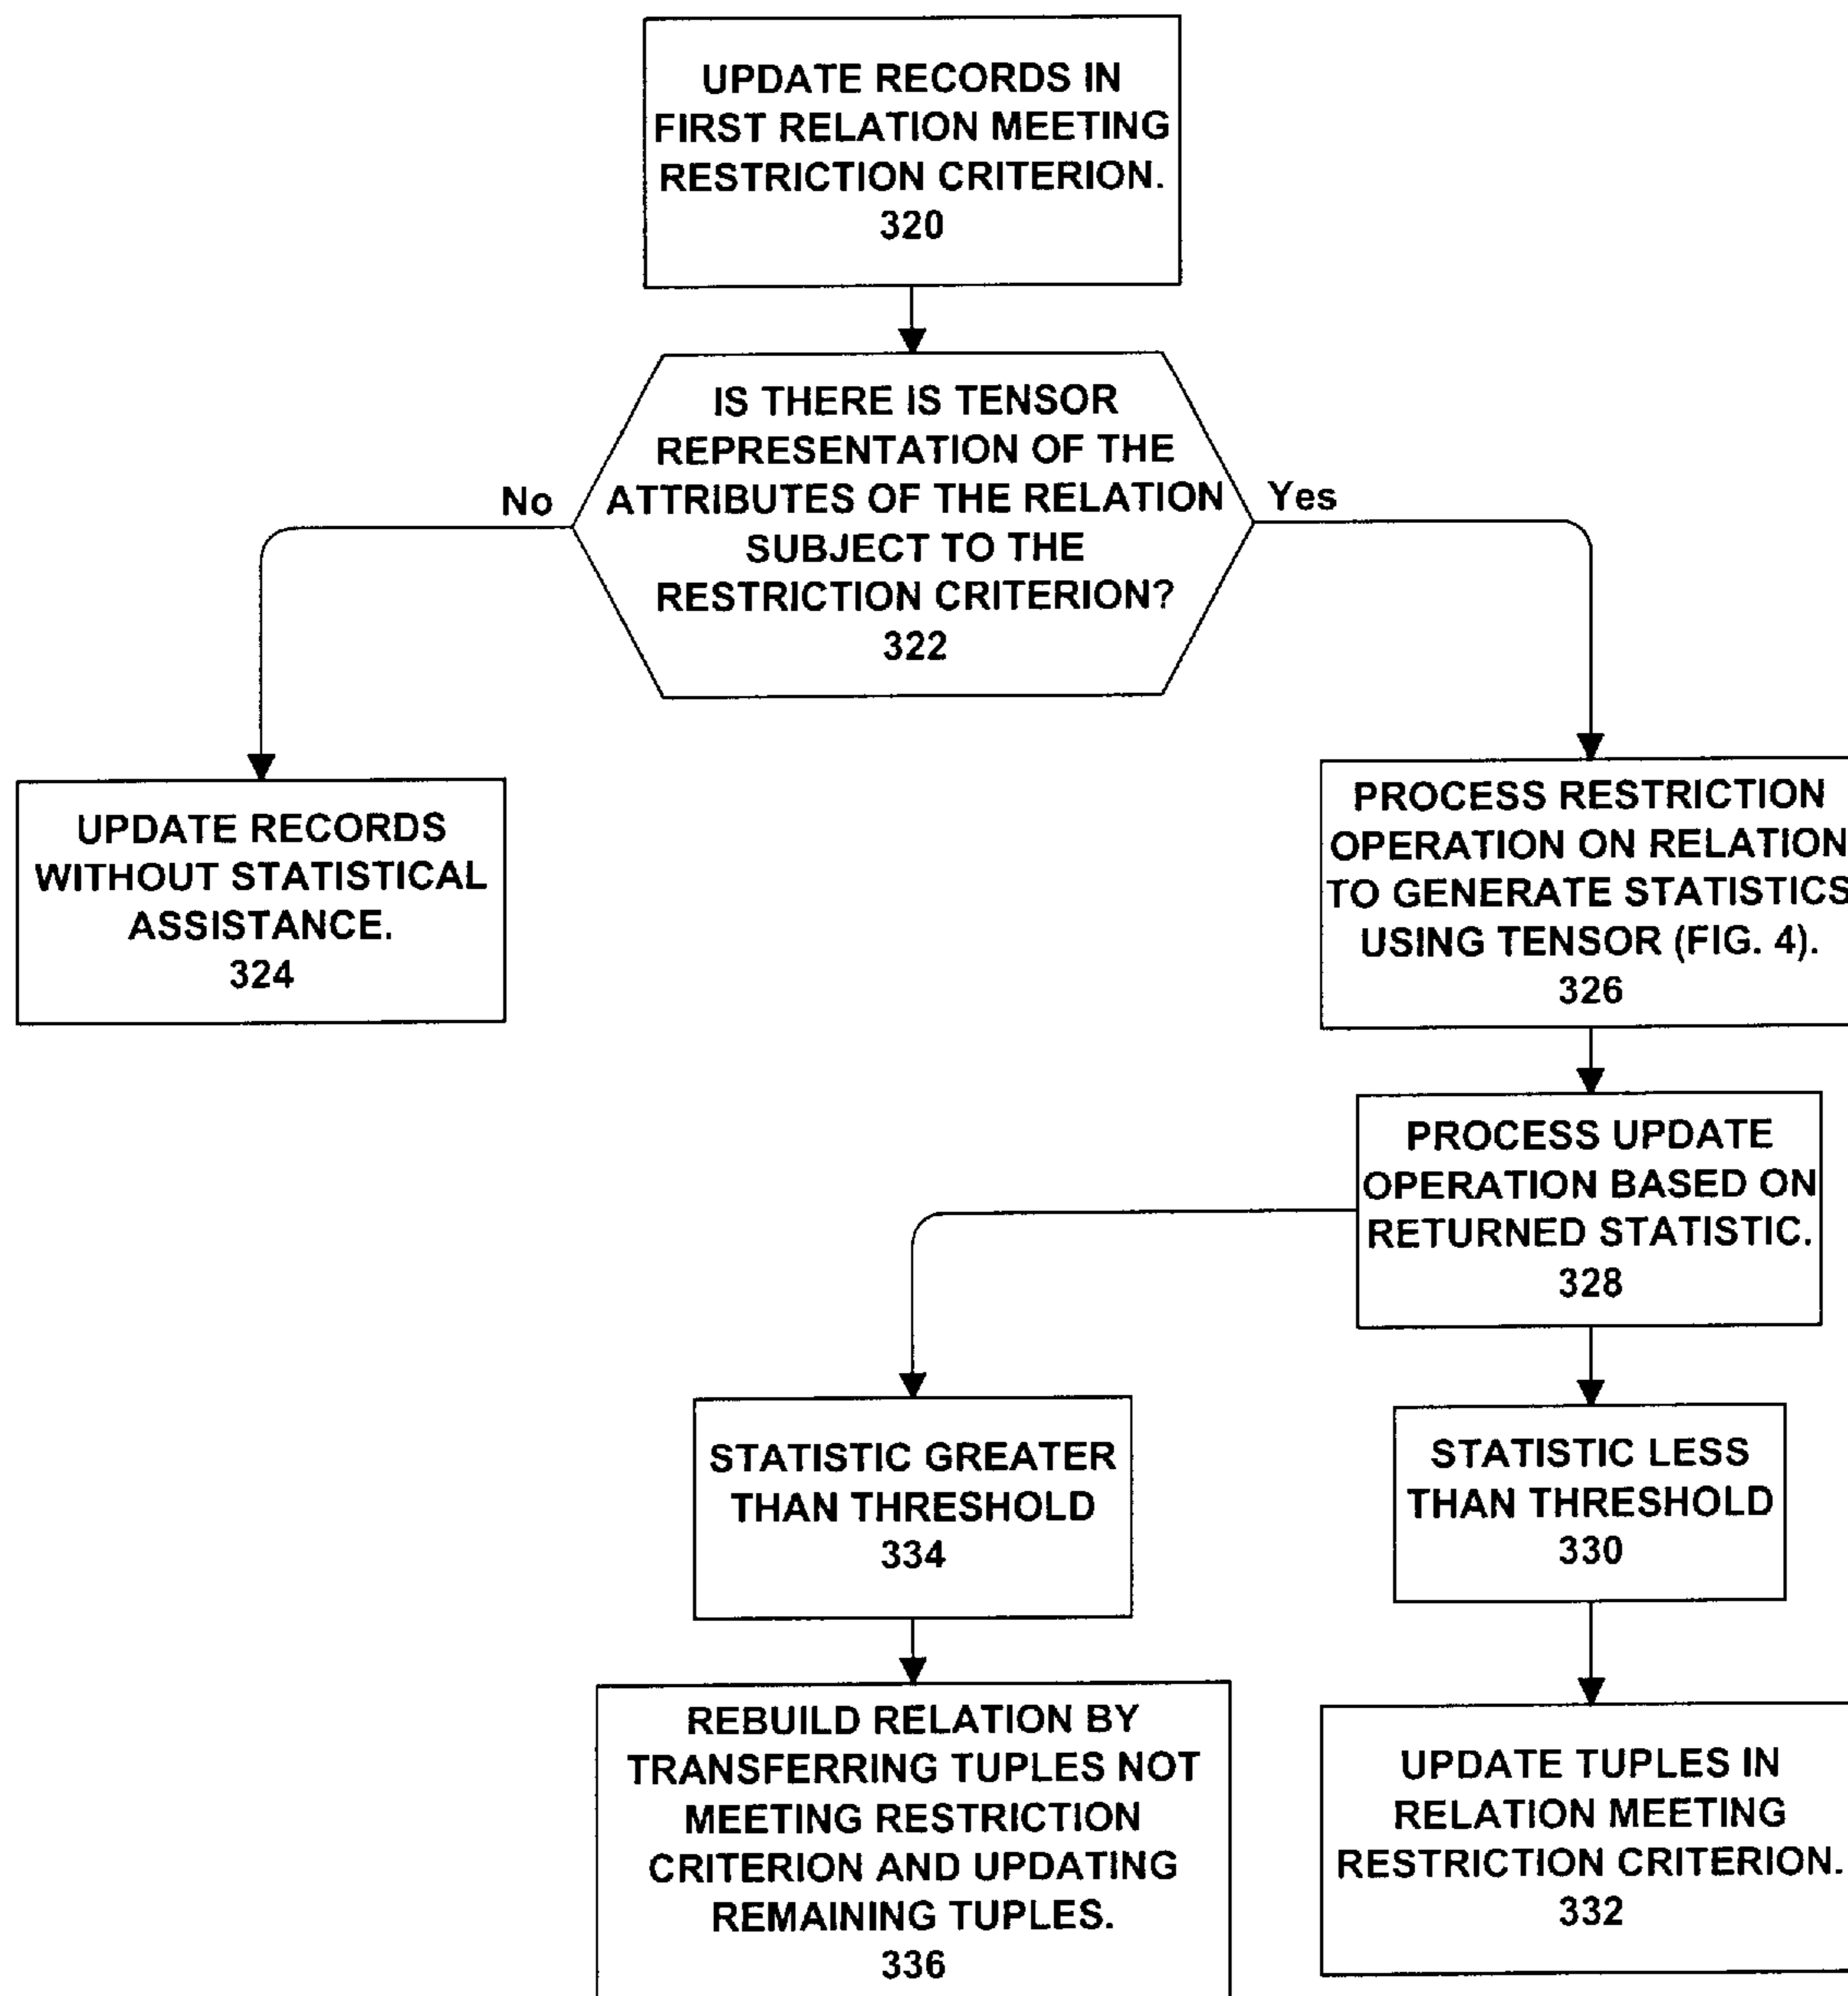 UPDATE RECORDS IN
FIRST RELATION MEETING
RESTRICTION CRITERION.
320
IS THERE IS TENSOR
REPRESENTATION OF THE
ATTRIBUTES OF THE RELATION
SUBJECT TO THE
RESTRICTION CRITERION?
322
No
Yes
UPDATE RECORDS
WITHOUT STATISTICAL
ASSISTANCE.
324
PROCESS RESTRICTION
OPERATION ON RELATION
TO GENERATE STATISTICS
USING TENSOR (FIG. 4).
326
PROCESS UPDATE
OPERATION BASED ON
RETURNED STATISTIC.
328
STATISTIC GREATER
THAN THRESHOLD
334
STATISTIC LESS
THAN THRESHOLD
330
REBUILD RELATION BY
TRANSFERRING TUPLES NOT
MEETING RESTRICTION
CRITERION AND UPDATING
REMAINING TUPLES.
336
UPDATE TUPLES IN
RELATION MEETING
RESTRICTION CRITERION.
332